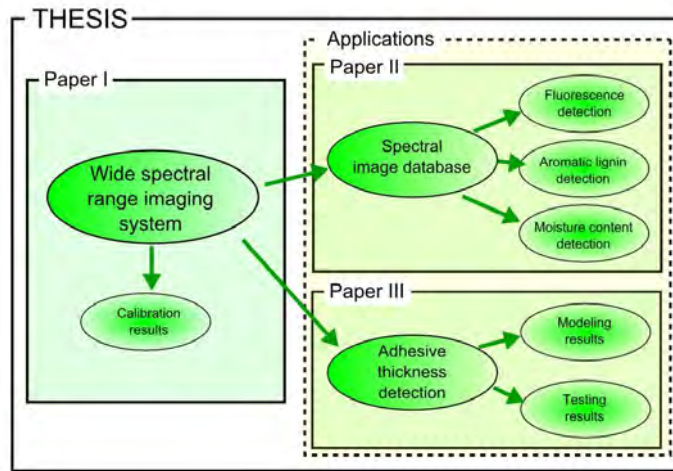 THESIS
Paper I
Wide spectral
range imaging
system
Calibration
results
Applications
Paper II
Spectral
image database
Fluorescence
detection
Aromatic lignin
detection
Moisture content
detection
Paper III
Adhesive
thickness
detection
Modeling
results
Testing
results